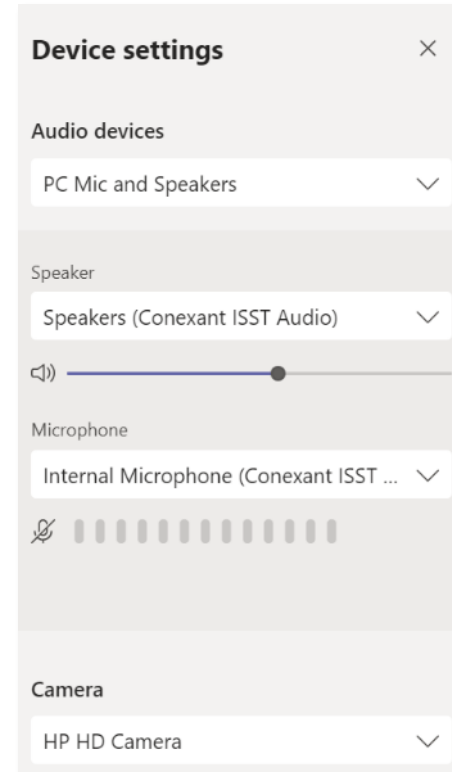 Device settings
Audio devices
PC Mic and Speakers
Speaker
Speakers (Conexant ISST Audio)
Microphone
Internal Microphone (Conexant ISST ...
Camera
HP HD Camera